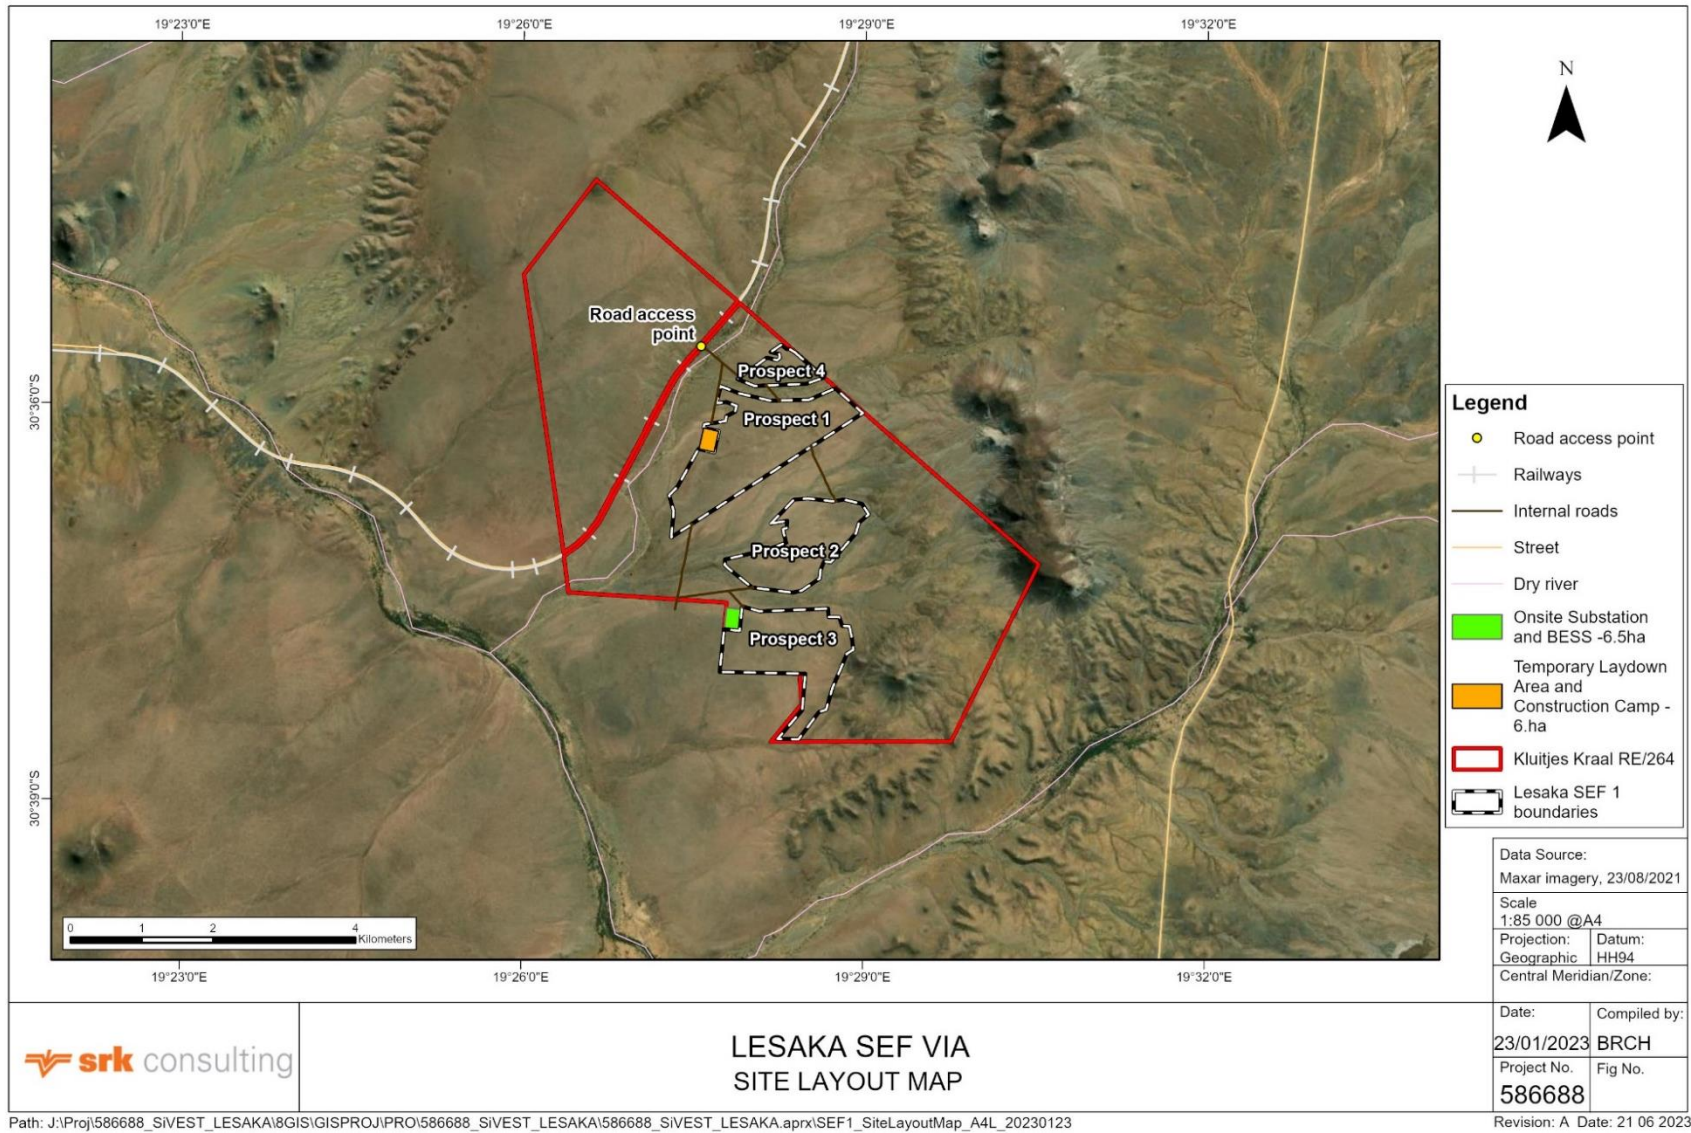 19°23'0"E
19°26'0"E
19°29'0"E
19°32'0"E
N
Road access
point
Prospect 4
30°36'0"S
Prospect 1
Prospect 2
Prospect 3
30°39'0"S
0 1 2 4
Kilometers
19°23'0"E
19°26'0"E
19°29'0"E
19°32'0"E
Legend
Road access point
Railways
Internal roads
Street
Dry river
Onsite Substation
and BESS -6.5ha
Temporary Laydown
Area and
Construction Camp -
6.ha
Kluitjes Kraal RE/264
Lesaka SEF 1
boundaries
Data Source:
Maxar imagery, 23/08/2021
Scale
1:85 000 @A4
Projection:
Geographic
Datum:
HH94
Central Meridian/Zone:
Date:
23/01/2023
Compiled by:
BRCH
Project No.
586688
Fig No.
srk consulting
LESAKA SEF VIA
SITE LAYOUT MAP
Path: J:\Proj\586688_SiVEST_LESAKA\8GIS\GISPROJ\PRO\586688_SiVEST_LESAKA\586688_SiVEST_LESAKA.aprx\SEF1_SiteLayoutMap_A4L_20230123
Revision: A Date: 21 06 2023